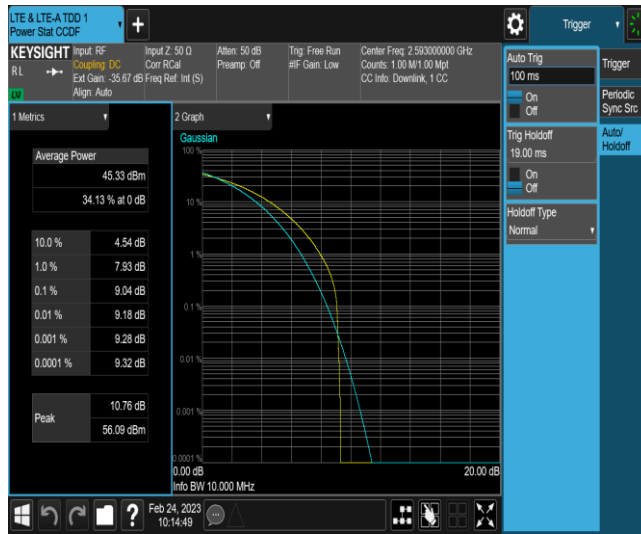 LTE & LTE-A TDD 1
Power Stat CCDF
Trigger
KEYSIGHT
RL
Input: RF
Coupling: DC
Ext Gain: -35.67 dB
Align: Auto
Input Z: 50 Ω
Corr RCal
Freq Ref: Int (S)
Atten: 50 dB
Preamp: Off
Trig: Free Run
#IF Gain: Low
Center Freq: 2.593000000 GHz
Counts: 1.00 M/1.00 Mpt
CC Info: Downlink, 1 CC
LXI
1 Metrics
Average Power
45.33 dBm
34.13 % at 0 dB
10.0 % 4.54 dB
1.0 % 7.93 dB
0.1 % 9.04 dB
0.01 % 9.18 dB
0.001 % 9.28 dB
0.0001 % 9.32 dB
Peak
10.76 dB
56.09 dBm
2 Graph
Gaussian
100 %
10 %
1 %
0.1 %
0.01 %
0.001 %
0.0001 %
0.00 dB 20.00 dB
Info BW 10.000 MHz
Auto Trig
100 ms
On
Off
Trig Holdoff
19.00 ms
On
Off
Holdoff Type
Normal
Trigger
Periodic
Sync Src
Auto/
Holdoff
?
Feb 24, 2023
10:14:49